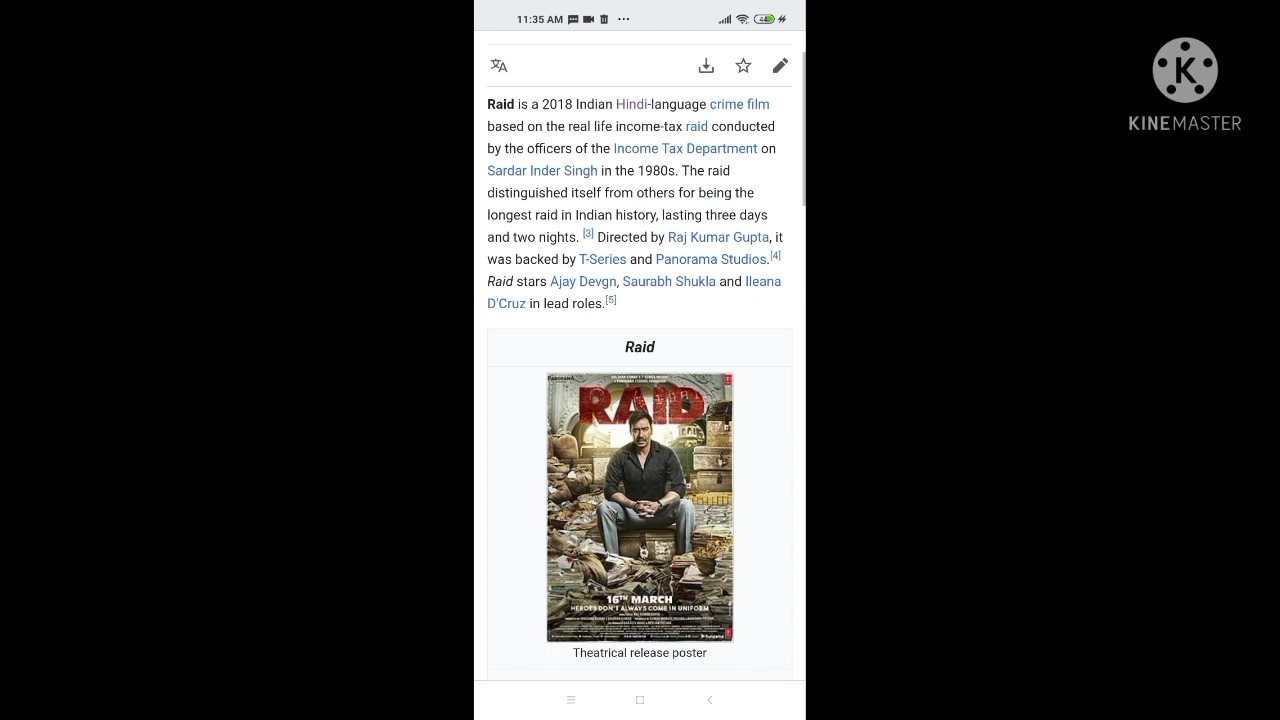 11:35 AM
44
KINEMASTER
Raid is a 2018 Indian Hindi-language crime film
based on the real life income-tax raid conducted
by the officers of the Income Tax Department on
Sardar Inder Singh in the 1980s. The raid
distinguished itself from others for being the
longest raid in Indian history, lasting three days
and two nights. [3] Directed by Raj Kumar Gupta, it
was backed by T-Series and Panorama Studios.[4]
Raid stars Ajay Devgn, Saurabh Shukla and Ileana
D'Cruz in lead roles.[5]
Raid
PANORAMA
RAID
16TH MARCH
HEROES DON'T ALWAYS COME IN UNIFORM
Theatrical release poster